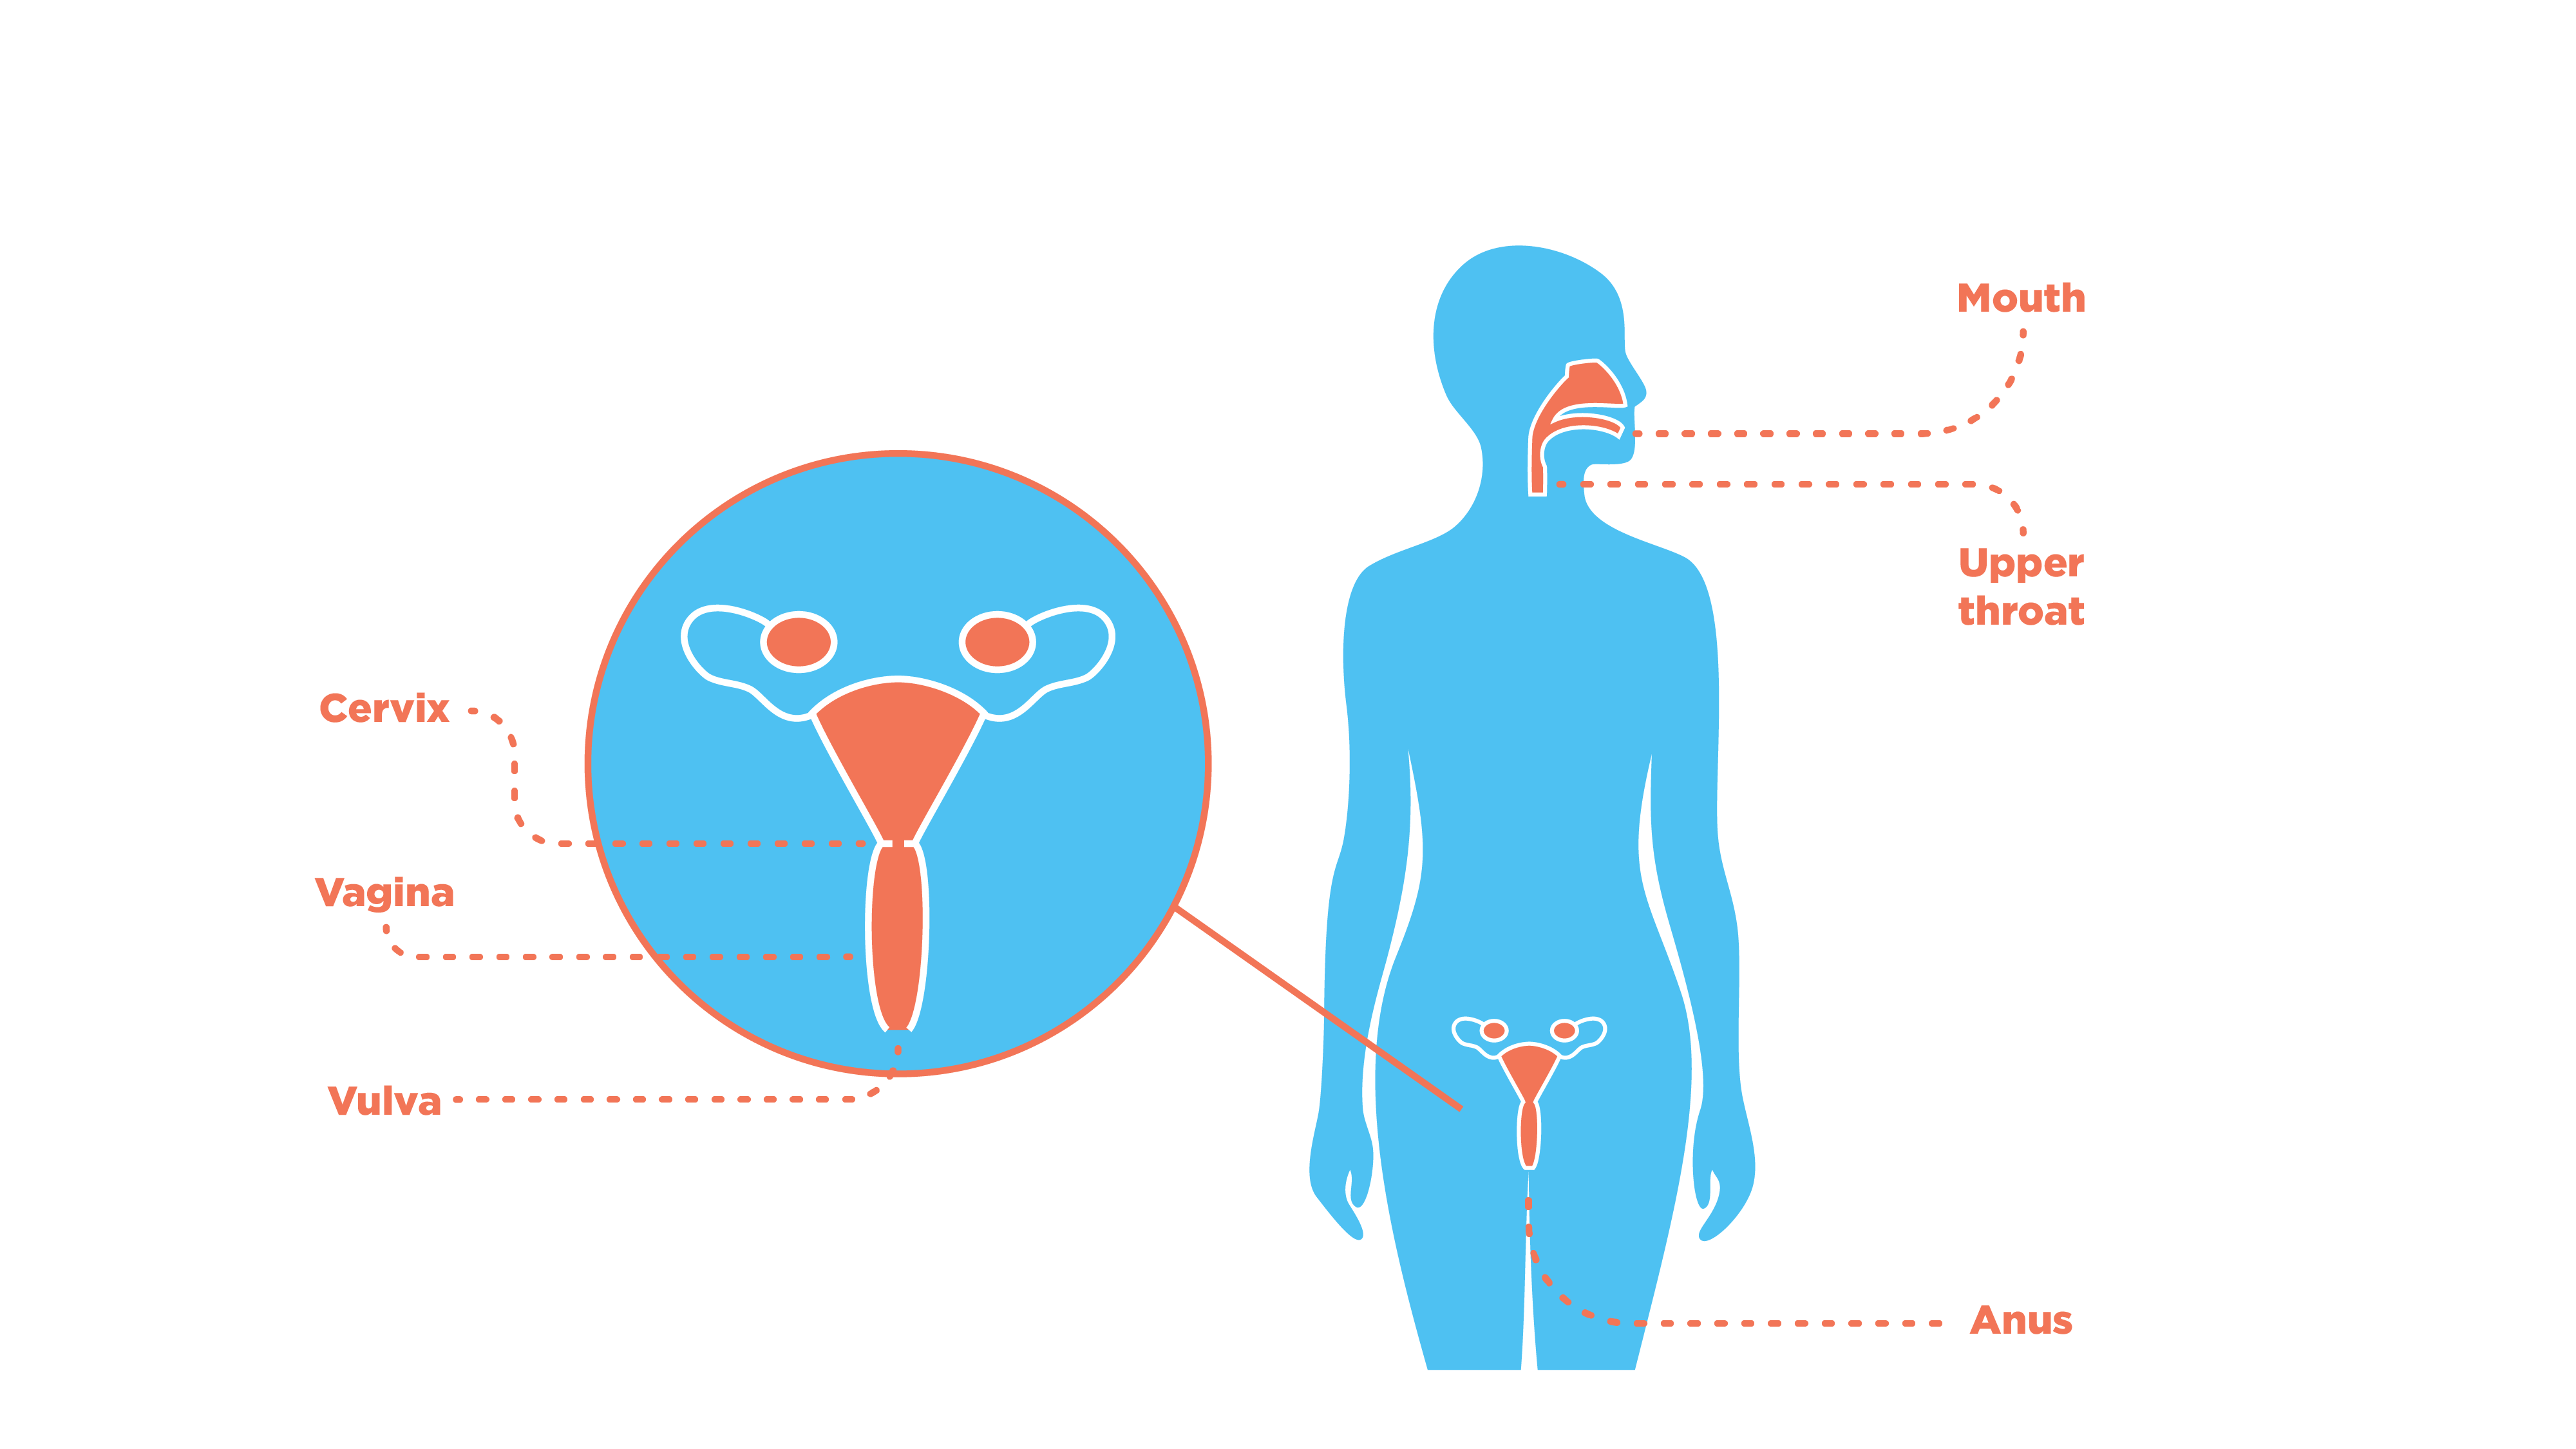 Mouth
Upper
throat
Cervix
Vagina
Vulva
Anus